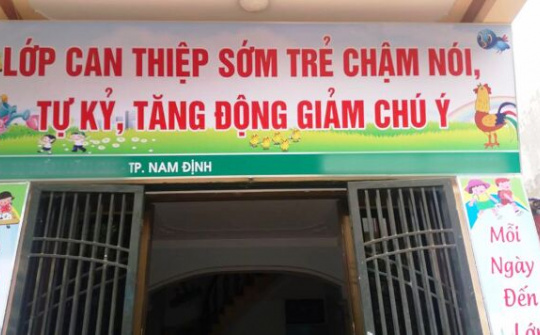 LỚP CAN THIỆP SỚM TRẺ CHẬM NÓI,
TỰ KỶ, TĂNG ĐỘNG GIẢM CHÚ Ý
TP. NAM ĐỊNH
Mỗi
Ngày
Đến
Lớp